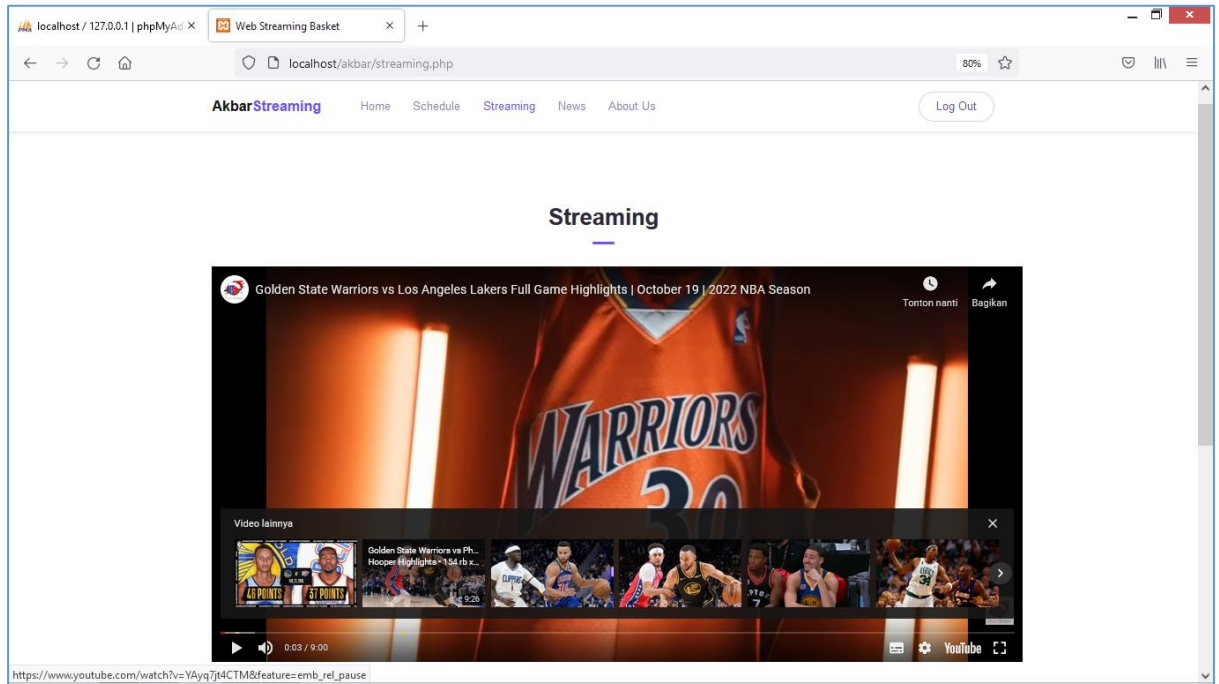 localhost / 127.0.0.1 | phpMyAd
Web Streaming Basket
localhost/akbar/streaming.php
80%
AkbarStreaming Home Schedule Streaming News About Us Log Out
Streaming
Golden State Warriors vs Los Angeles Lakers Full Game Highlights | October 19 | 2022 NBA Season
Tonton nanti Bagikan
WARRIORS
30
Video lainnya
46 POINTS 37 POINTS
Golden State Warriors vs Ph...
Hooper Highlights • 154 rb x...
9:26
34
0:03 / 9:00
YouTube
https://www.youtube.com/watch?v=YAyq7jt4CTM&feature=emb_rel_pause